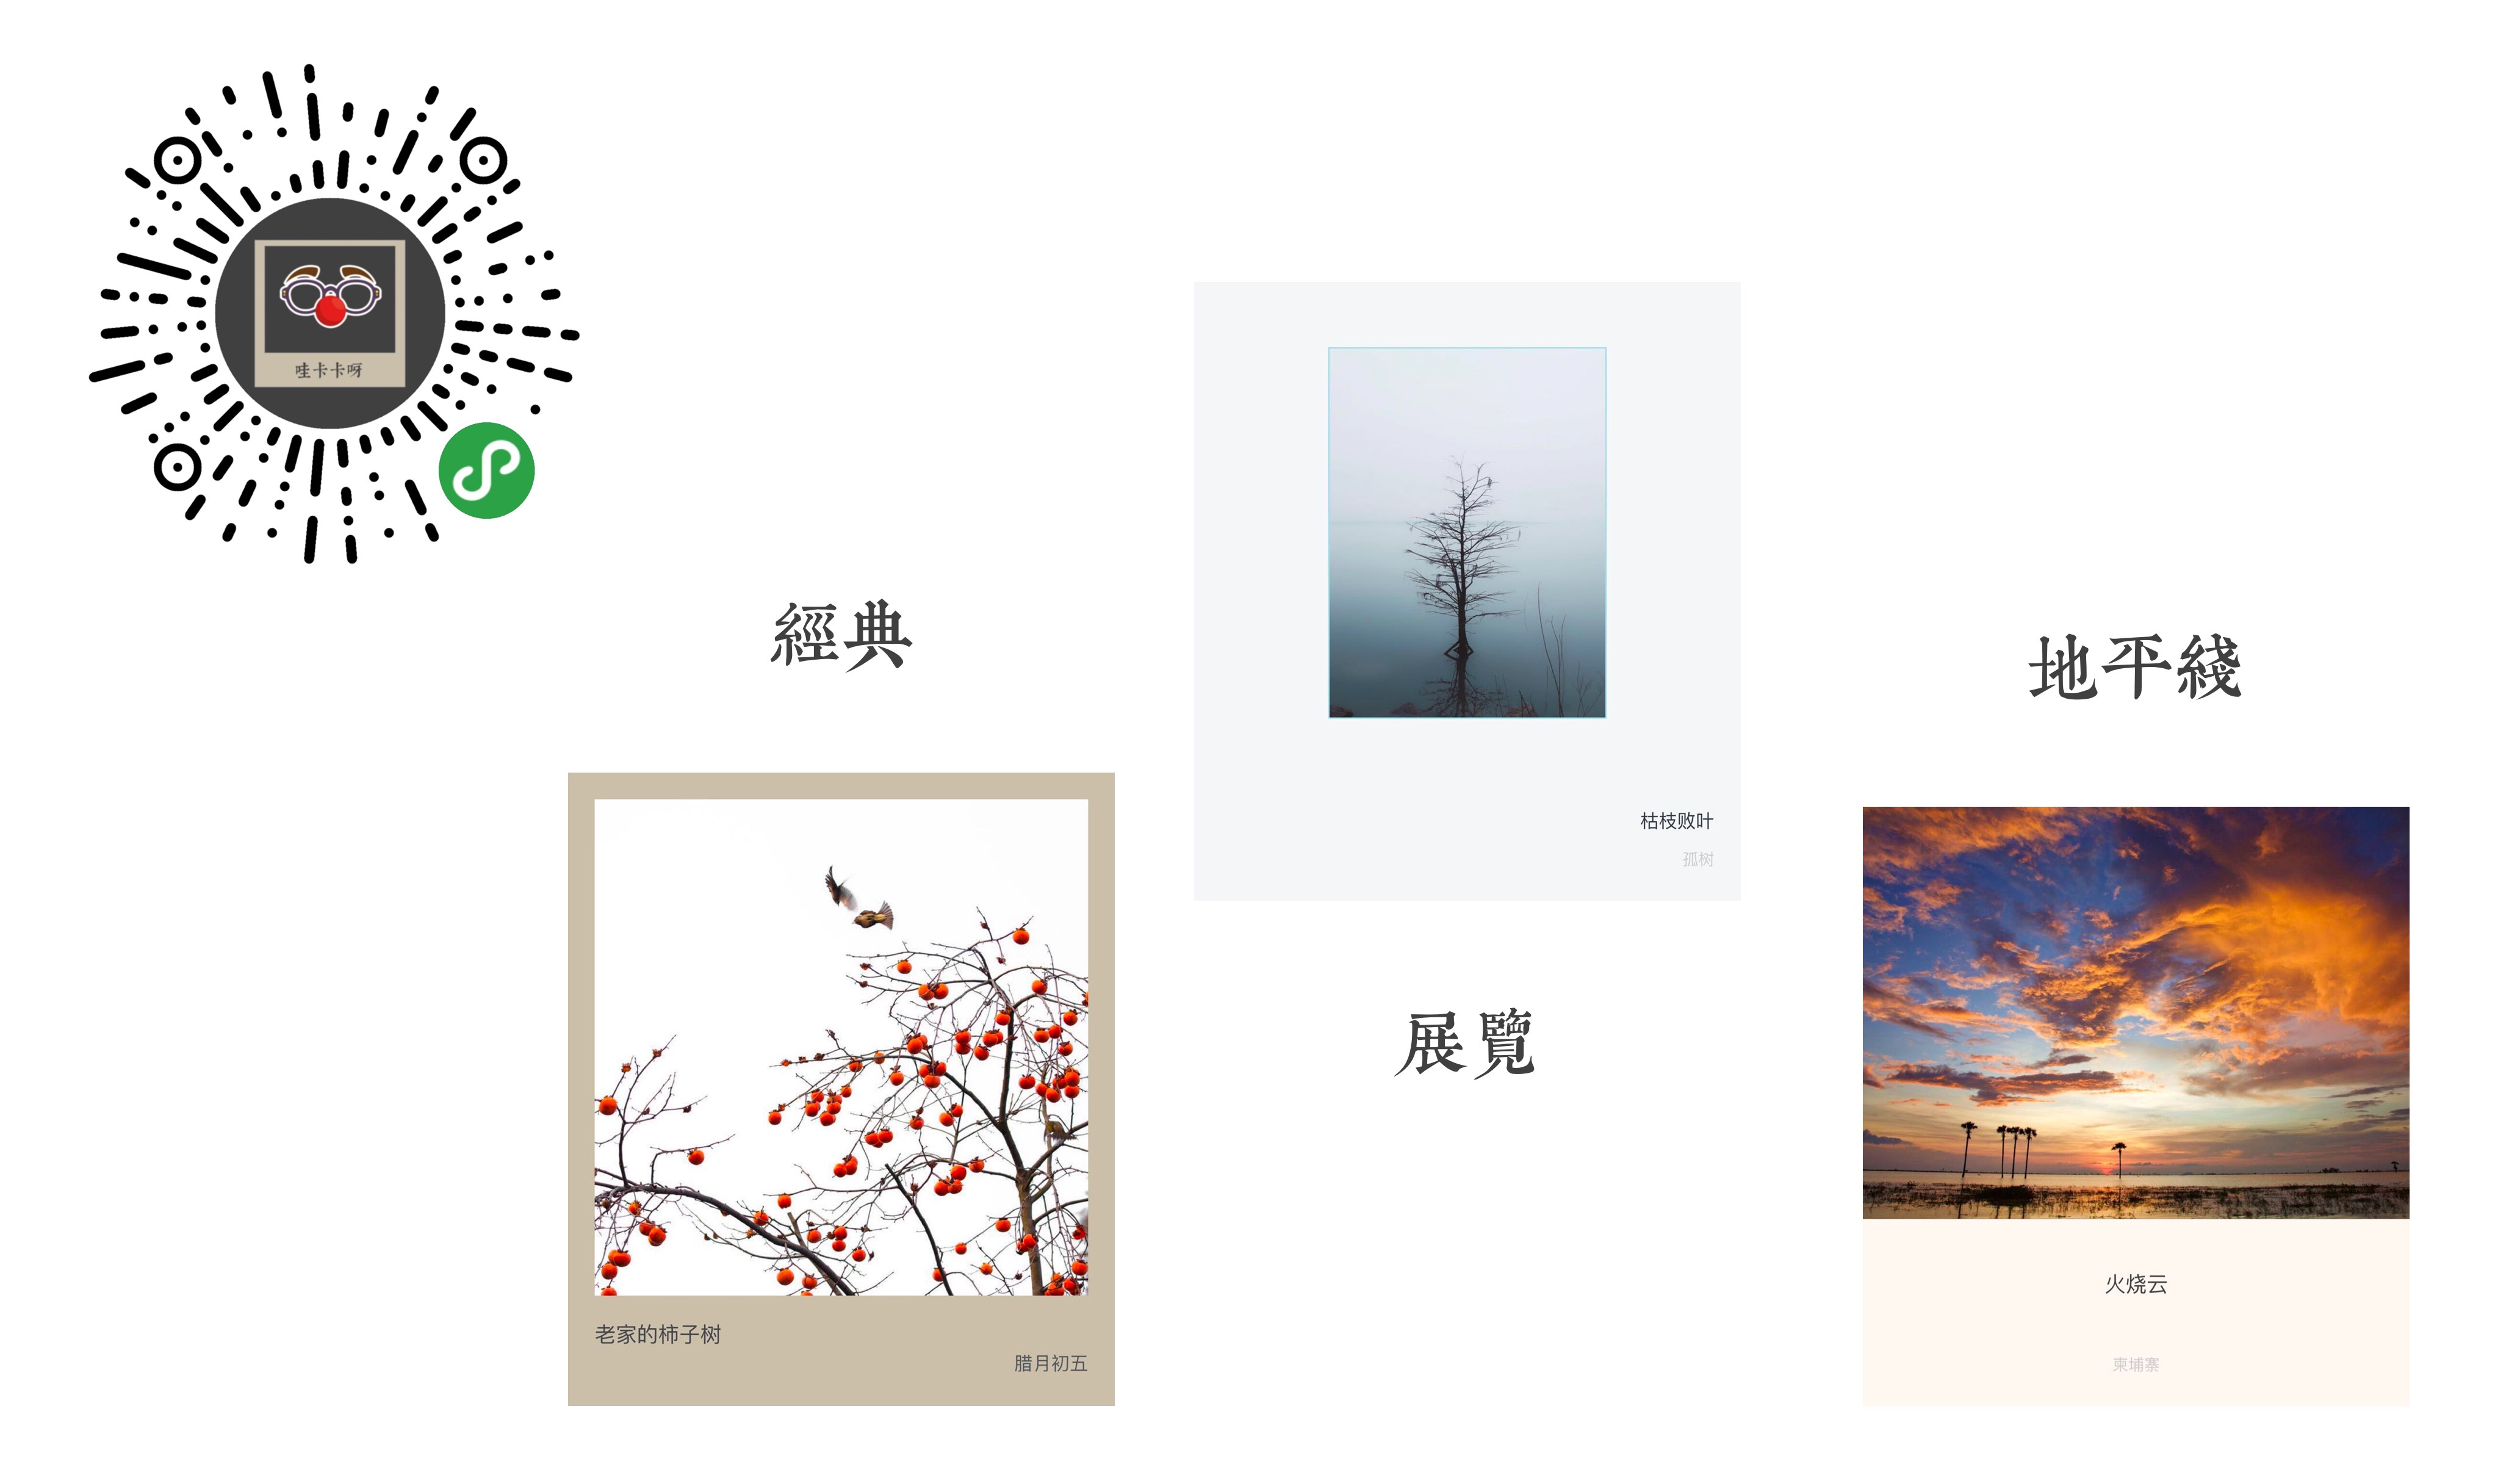 哇卡卡呀
經典
老家的柿子树
腊月初五
枯枝败叶
孤树
展覽
地平綫
火烧云
柬埔寨